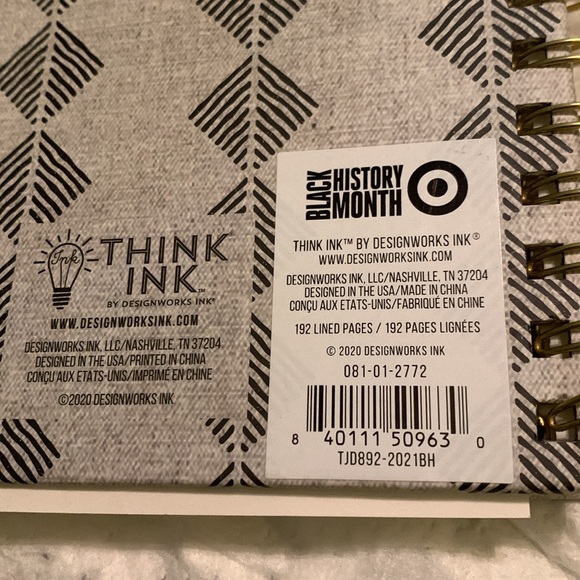 BLACK
HISTORY
MONTH
THINK INK™ BY DESIGNWORKS INK®
WWW.DESIGNWORKSINK.COM
DESIGNWORKS INK, LLC/NASHVILLE, TN 37204
DESIGNED IN THE USA/MADE IN CHINA
CONÇU AUX ETATS-UNIS/FABRIQUÉ EN CHINE
192 LINED PAGES / 192 PAGES LIGNÉES
© 2020 DESIGNWORKS INK
081-01-2772
8 40111 50963 0
TJD892-2021BH
Ink
THINK
INK™
BY DESIGNWORKS INK®
WWW.DESIGNWORKSINK.COM
DESIGNWORKS INK, LLC/NASHVILLE, TN 37204
DESIGNED IN THE USA/PRINTED IN CHINA
CONÇU AUX ETATS-UNIS/IMPRIMÉ EN CHINE
©2020 DESIGNWORKS INK